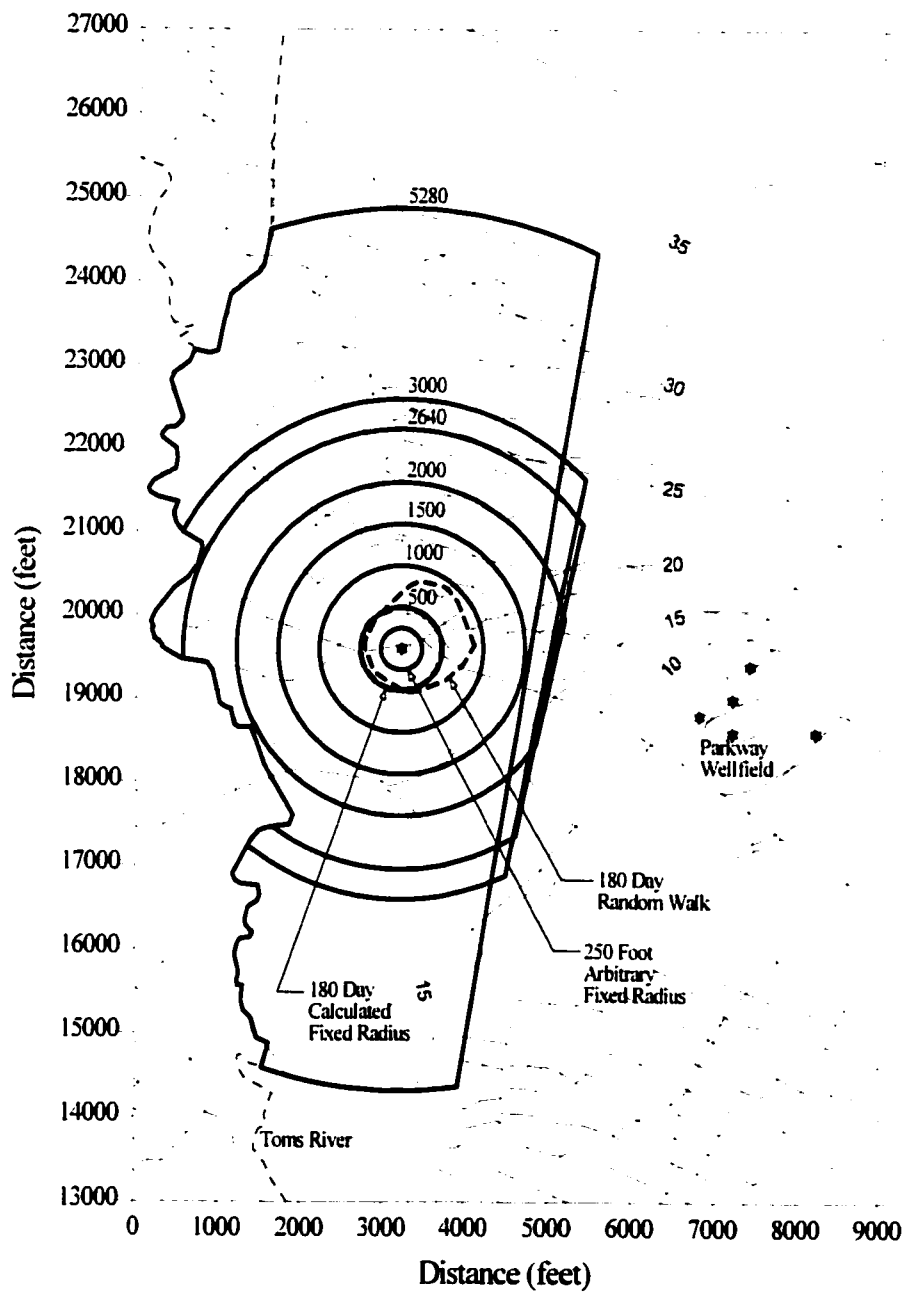 27000
26000
25000
24000
23000
22000
21000
20000
19000
18000
17000
16000
15000
14000
13000
Distance (feet)
5280
3000
2640
2000
1500
1000
500
35
30
25
20
15
10
Parkway
Wellfield
180 Day
Random Walk
250 Foot
Arbitrary
Fixed Radius
180 Day
Calculated
Fixed Radius
15
Toms River
0 1000 2000 3000 4000 5000 6000 7000 8000 9000
Distance (feet)